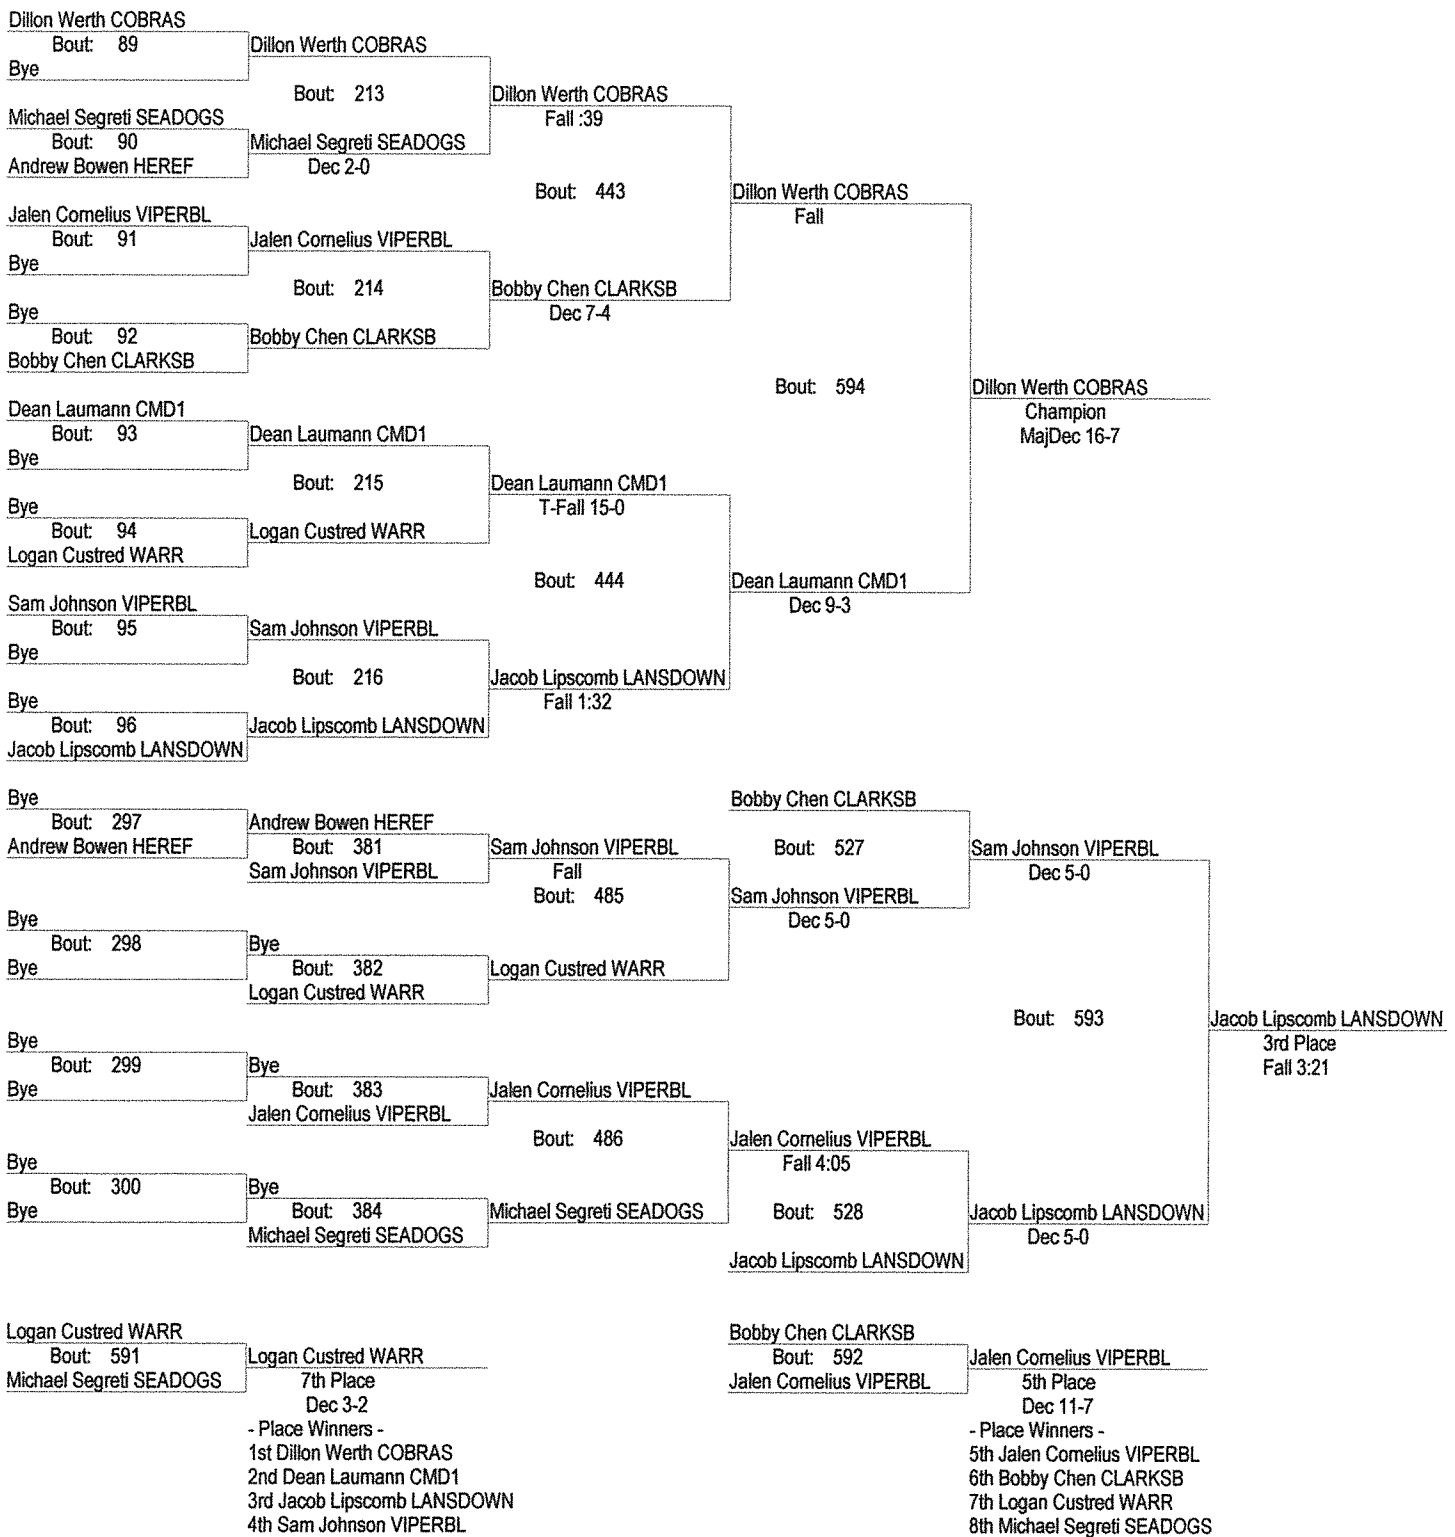 Dillon Werth COBRAS
Bout: 89
Bye
Dillon Werth COBRAS
Bout: 213
Michael Segreti SEADOGS
Bout: 90
Andrew Bowen HEREF
Michael Segreti SEADOGS
Dec 2-0
Dillon Werth COBRAS
Fall :39
Bout: 443
Jalen Cornelius VIPERBL
Bout: 91
Bye
Jalen Cornelius VIPERBL
Bout: 214
Bye
Bout: 92
Bobby Chen CLARKSB
Bobby Chen CLARKSB
Bobby Chen CLARKSB
Dec 7-4
Dillon Werth COBRAS
Fall
Bout: 594
Dillon Werth COBRAS
Champion
MajDec 16-7
Dean Laumann CMD1
Bout: 93
Bye
Dean Laumann CMD1
Bout: 215
Bye
Bout: 94
Logan Custred WARR
Logan Custred WARR
Dean Laumann CMD1
T-Fall 15-0
Bout: 444
Dean Laumann CMD1
Dec 9-3
Sam Johnson VIPERBL
Bout: 95
Bye
Sam Johnson VIPERBL
Bout: 216
Bye
Bout: 96
Jacob Lipscomb LANSDOWN
Jacob Lipscomb LANSDOWN
Jacob Lipscomb LANSDOWN
Fall 1:32
Bye
Bout: 297
Andrew Bowen HEREF
Andrew Bowen HEREF
Bout: 381
Sam Johnson VIPERBL
Sam Johnson VIPERBL
Fall
Bout: 485
Bye
Bout: 298
Bye
Bye
Bout: 382
Logan Custred WARR
Logan Custred WARR
Bobby Chen CLARKSB
Bout: 527
Sam Johnson VIPERBL
Dec 5-0
Sam Johnson VIPERBL
Dec 5-0
Bout: 593
Jacob Lipscomb LANSDOWN
3rd Place
Fall 3:21
Bye
Bout: 299
Bye
Bye
Bout: 383
Jalen Cornelius VIPERBL
Jalen Cornelius VIPERBL
Bout: 486
Bye
Bout: 300
Bye
Bye
Bout: 384
Michael Segreti SEADOGS
Michael Segreti SEADOGS
Jalen Cornelius VIPERBL
Fall 4:05
Bout: 528
Jacob Lipscomb LANSDOWN
Jacob Lipscomb LANSDOWN
Dec 5-0
Logan Custred WARR
Bout: 591
Michael Segreti SEADOGS
Logan Custred WARR
7th Place
Dec 3-2
- Place Winners -
1st Dillon Werth COBRAS
2nd Dean Laumann CMD1
3rd Jacob Lipscomb LANSDOWN
4th Sam Johnson VIPERBL
Bobby Chen CLARKSB
Bout: 592
Jalen Cornelius VIPERBL
Jalen Cornelius VIPERBL
5th Place
Dec 11-7
- Place Winners -
5th Jalen Cornelius VIPERBL
6th Bobby Chen CLARKSB
7th Logan Custred WARR
8th Michael Segreti SEADOGS